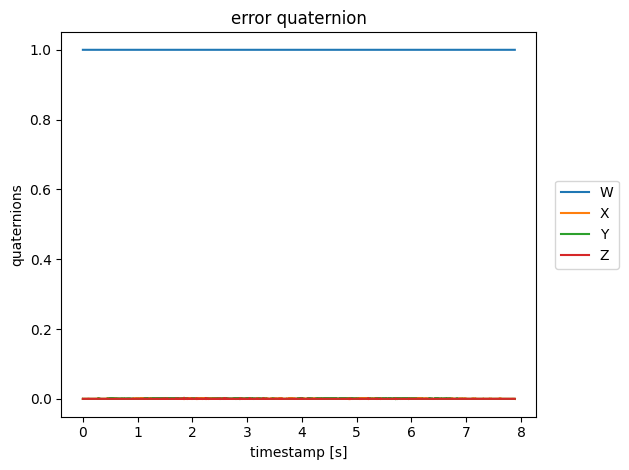 error quaternion
1.0
0.8
0.6
0.4
0.2
0.0
quaternions
0 1 2 3 4 5 6 7 8
timestamp [s]
W
X
Y
Z